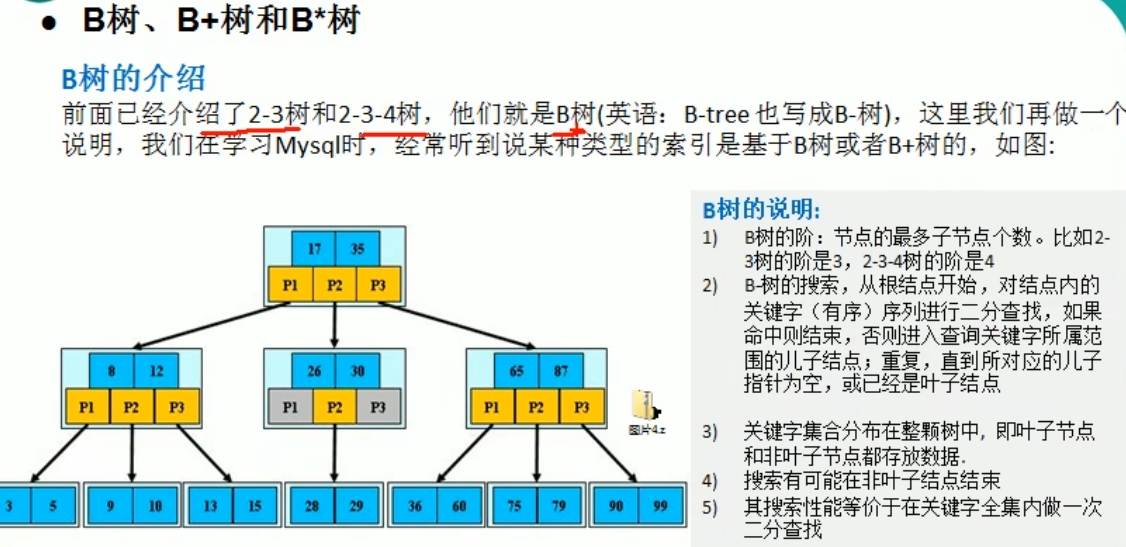 ● B树、B+树和B*树
B树的介绍
前面已经介绍了2-3树和2-3-4树，他们就是B树(英语：B-tree 也写成B-树)，这里我们再做一个
说明，我们在学习Mysql时，经常听到说某种类型的索引是基于B树或者B+树的，如图:
17 35
P1 P2 P3
8 12
P1 P2 P3
26 30
P1 P2 P3
65 87
P1 P2 P3
3 5
9 10
13 15
28 29
36 60
75 79
90 99
图片4.z
B树的说明:
1) B树的阶：节点的最多子节点个数。比如2-
3树的阶是3，2-3-4树的阶是4
2) B-树的搜索，从根结点开始，对结点内的
关键字（有序）序列进行二分查找，如果
命中则结束，否则进入查询关键字所属范
围的儿子结点；重复，直到所对应的儿子
指针为空，或已经是叶子结点
3) 关键字集合分布在整颗树中, 即叶子节点
和非叶子节点都存放数据.
4) 搜索有可能在非叶子结点结束
5) 其搜索性能等价于在关键字全集内做一次
二分查找